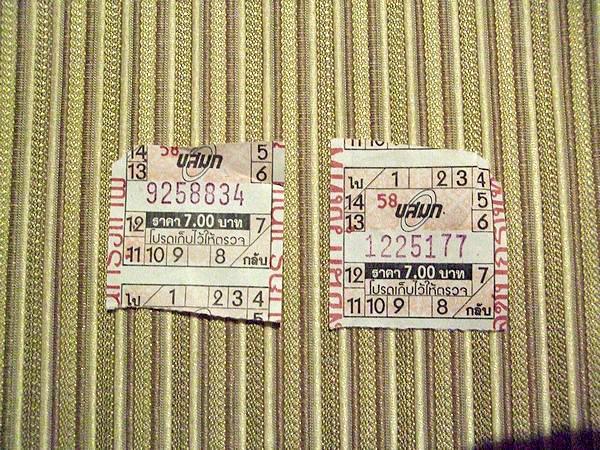 14 58 ขสมก 5
13 6
9258834
12 ราคา 7.00 บาท 7
โปรดเก็บไว้ให้ตรวจ
11 10 9 8 กลับ
ไป 1 2 3 4
11 10
ไป 1 2 3 4
14 58 ขสมก 5
13 6
1225177
12 ราคา 7.00 บาท 7
โปรดเก็บไว้ให้ตรวจ
11 10 9 8 กลับ